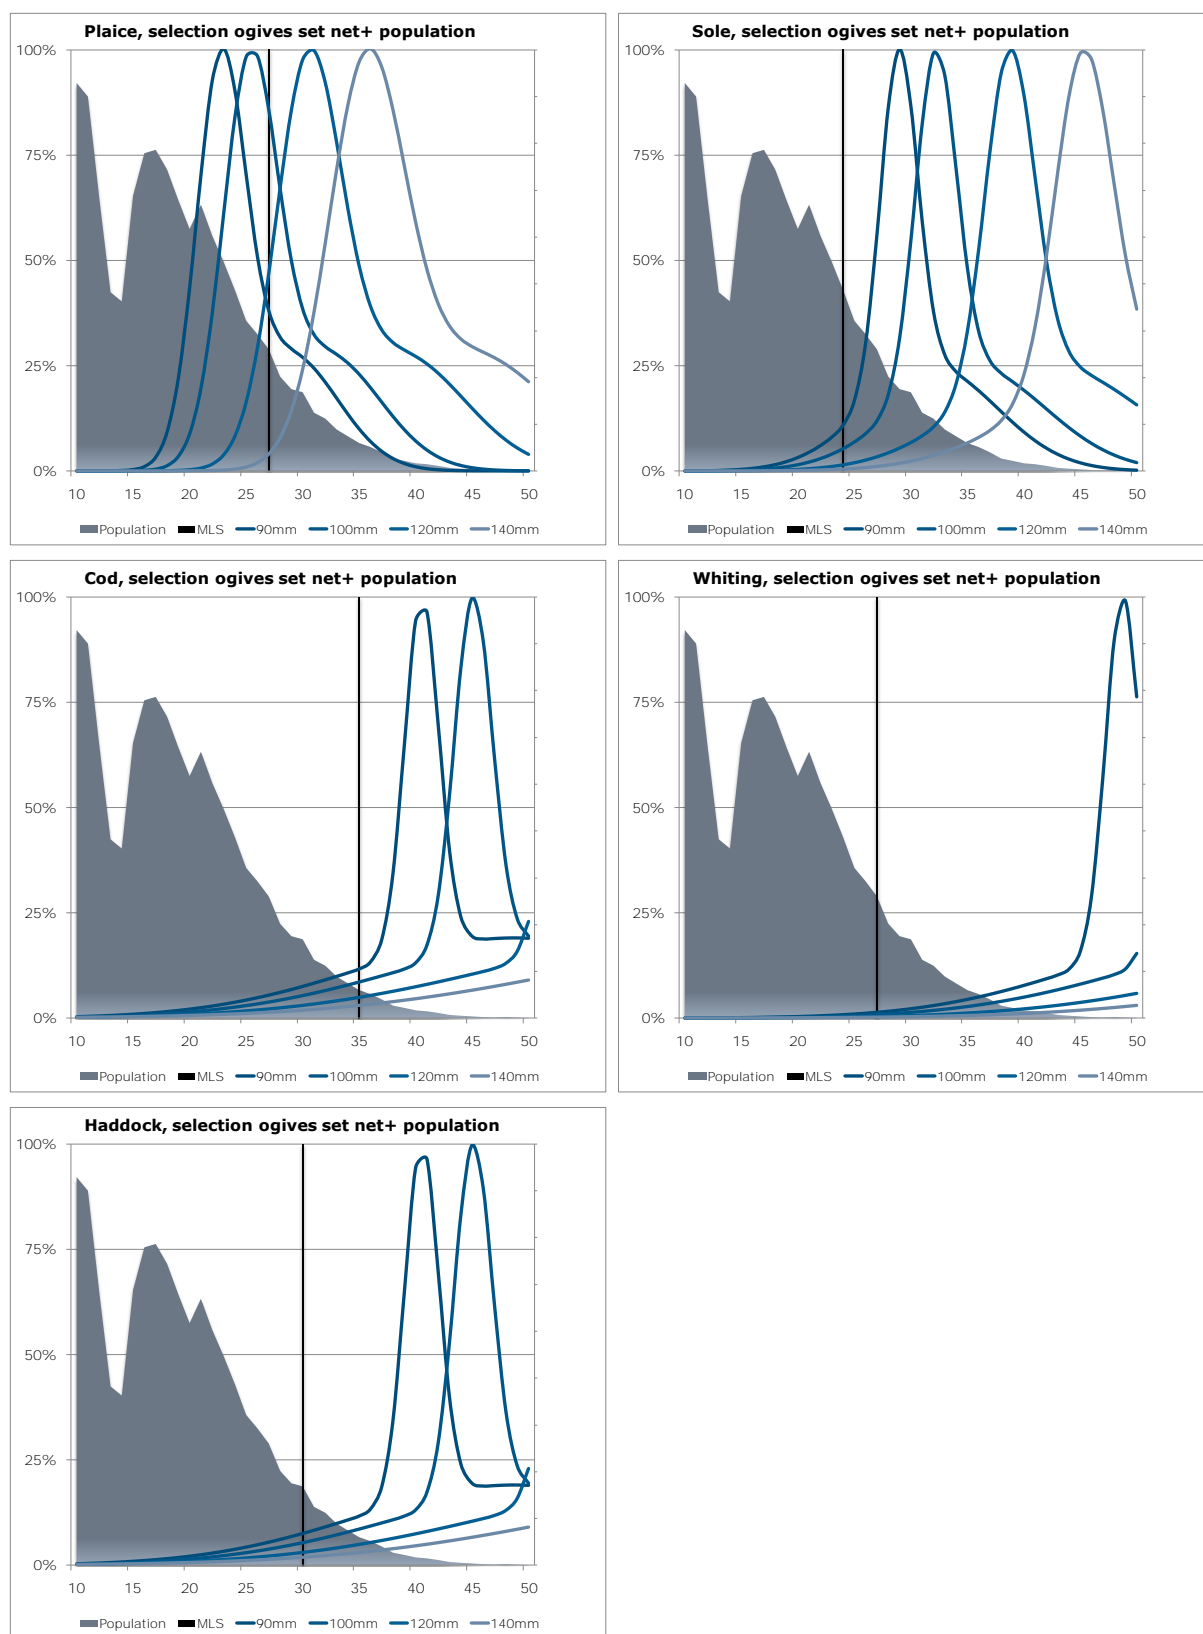 Plaice, selection ogives set net+ population
100%
75%
50%
25%
0%
10 15 20 25 30 35 40 45 50
Population MLS 90mm 100mm 120mm 140mm
Sole, selection ogives set net+ population
100%
75%
50%
25%
0%
10 15 20 25 30 35 40 45 50
Population MLS 90mm 100mm 120mm 140mm
Cod, selection ogives set net+ population
100%
75%
50%
25%
0%
10 15 20 25 30 35 40 45 50
Population MLS 90mm 100mm 120mm 140mm
Whiting, selection ogives set net+ population
100%
75%
50%
25%
0%
10 15 20 25 30 35 40 45 50
Population MLS 90mm 100mm 120mm 140mm
Haddock, selection ogives set net+ population
100%
75%
50%
25%
0%
10 15 20 25 30 35 40 45 50
Population MLS 90mm 100mm 120mm 140mm